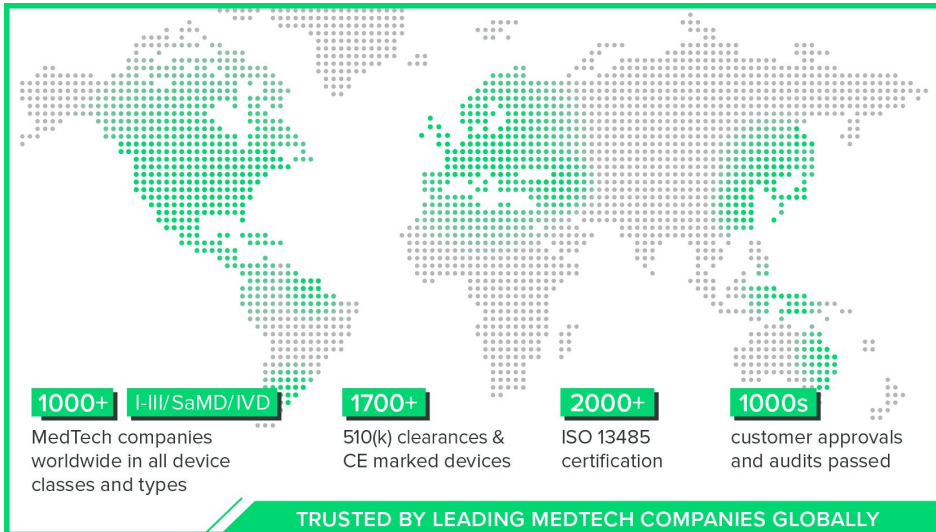 1000+ I-III/SaMD/IVD
MedTech companies
worldwide in all device
classes and types
1700+
510(k) clearances &
CE marked devices
2000+
ISO 13485
certification
1000s
customer approvals
and audits passed
TRUSTED BY LEADING MEDTECH COMPANIES GLOBALLY